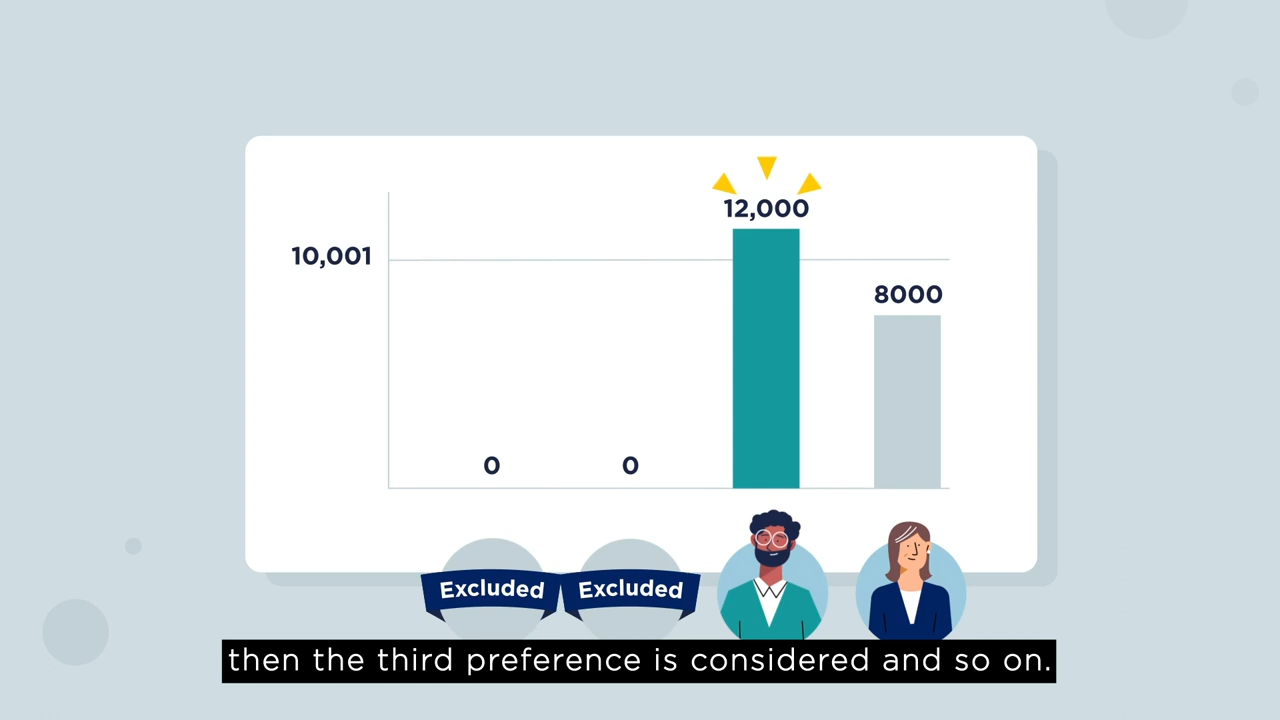 12,000
10,001
8000
0
0
Excluded
Excluded
then the third preference is considered and so on.